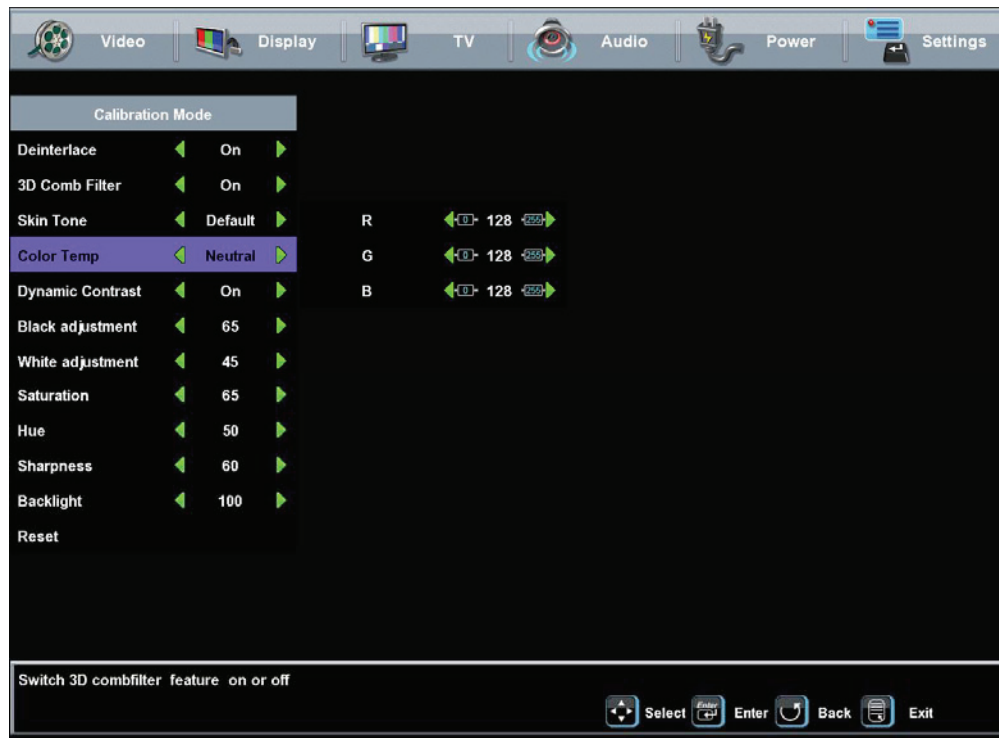 Video Display TV Audio Power Settings
Calibration Mode
Deinterlace On
3D Comb Filter On
Skin Tone Default R 0 128 255
Color Temp Neutral G 0 128 255
Dynamic Contrast On B 0 128 255
Black adjustment 65
White adjustment 45
Saturation 65
Hue 50
Sharpness 60
Backlight 100
Reset
Switch 3D combfilter feature on or off
Select Enter Enter Back Exit